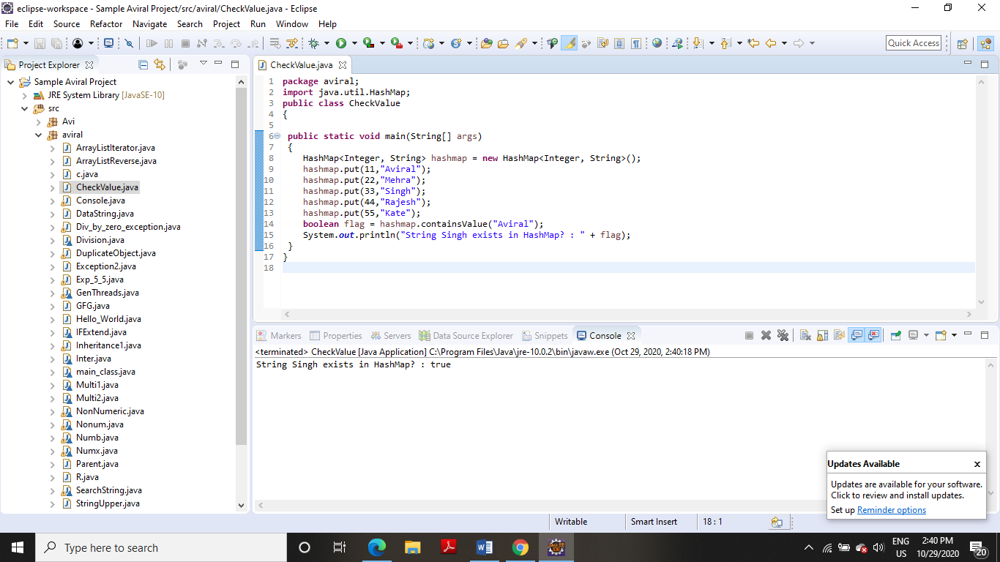 eclipse-workspace - Sample Aviral Project/src/aviral/CheckValue.java - Eclipse
File Edit Source Refactor Navigate Search Project Run Window Help
Quick Access
Project Explorer
Sample Aviral Project
JRE System Library [JavaSE-10]
src
Avi
aviral
ArrayListIterator.java
ArrayListReverse.java
c.java
CheckValue.java
Console.java
DataString.java
Div_by_zero_exception.java
Division.java
DuplicateObject.java
Exception2.java
Exp_5_5.java
GenThreads.java
GFG.java
Hello_World.java
IFExtend.java
Inheritance1.java
Inter.java
main_class.java
Multi1.java
Multi2.java
NonNumeric.java
Nonum.java
Numb.java
Numx.java
Parent.java
R.java
SearchString.java
StringUpper.java
CheckValue.java
1 package aviral;
2 import java.util.HashMap;
3 public class CheckValue
4 {
5
6 public static void main(String[] args)
7 {
8 HashMap<Integer, String> hashmap = new HashMap<Integer, String>();
9 hashmap.put(11,"Aviral");
10 hashmap.put(22,"Mehra");
11 hashmap.put(33,"Singh");
12 hashmap.put(44,"Rajesh");
13 hashmap.put(55,"Kate");
14 boolean flag = hashmap.containsValue("Aviral");
15 System.out.println("String Singh exists in HashMap? : " + flag);
16 }
17 }
18
Markers Properties Servers Data Source Explorer Snippets Console
<terminated> CheckValue [Java Application] C:\Program Files\Java\jre-10.0.2\bin\javaw.exe (Oct 29, 2020, 2:40:18 PM)
String Singh exists in HashMap? : true
Updates Available
Updates are available for your software.
Click to review and install updates.
Set up Reminder options
Writable Smart Insert 18 : 1
Type here to search
ENG
US
2:40 PM
10/29/2020
20